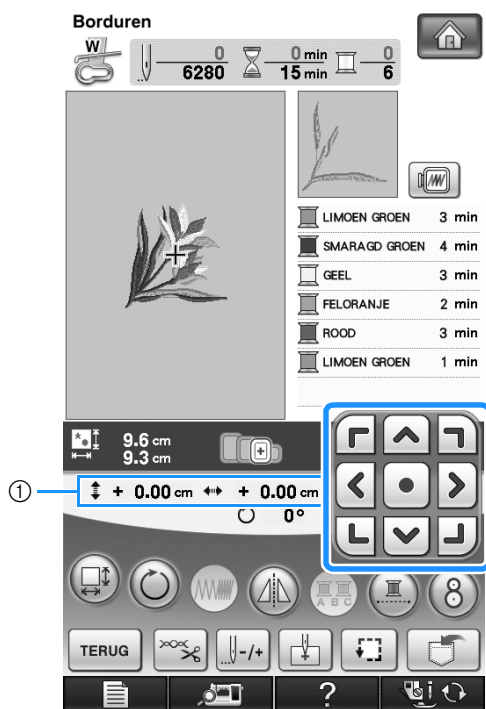 Borduren
W
0
6280
0 min
15 min
0
6
LIMOEN GROEN 3 min
SMARAGD GROEN 4 min
GEEL 3 min
FELORANJE 2 min
ROOD 3 min
LIMOEN GROEN 1 min
9.6 cm
9.3 cm
① + 0.00 cm + 0.00 cm
0°
A B C
8
TERUG -/+
?